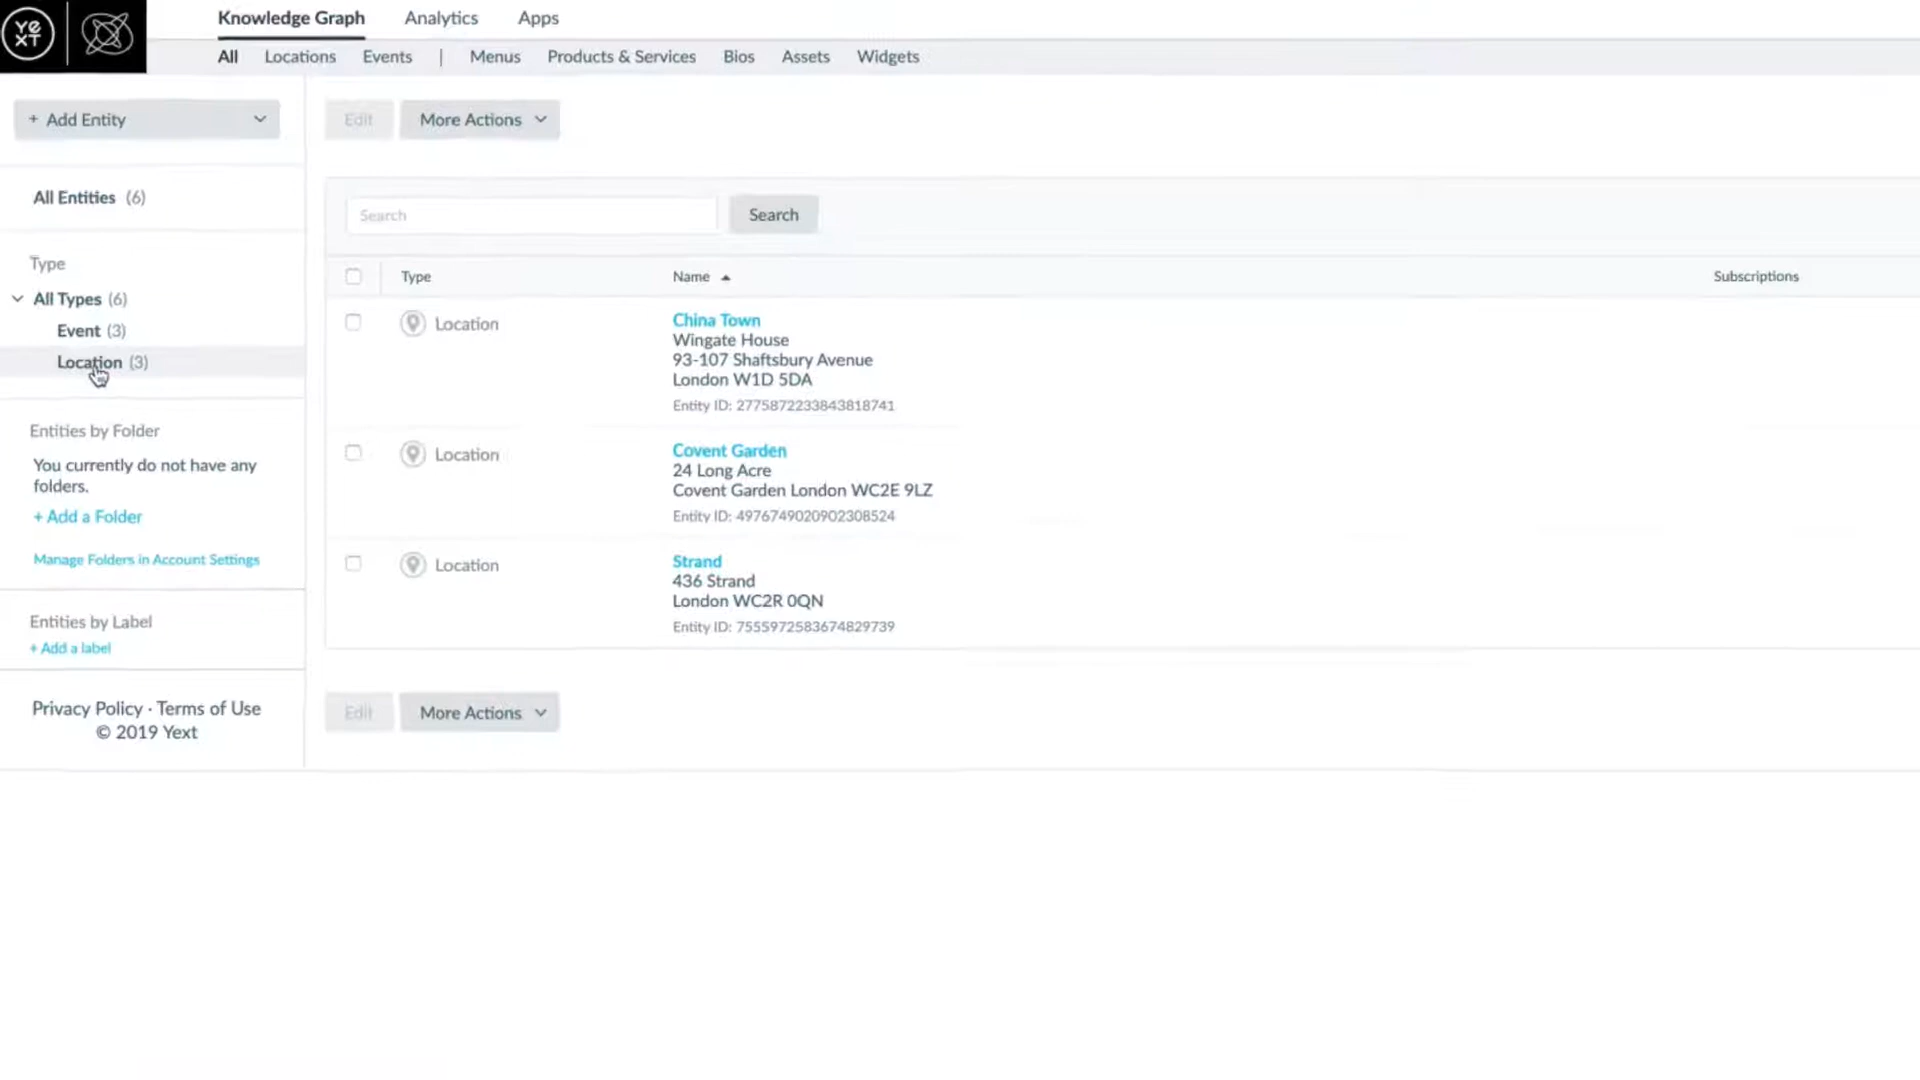 YeXT
Knowledge Graph Analytics Apps
All Locations Events | Menus Products & Services Bios Assets Widgets
+ Add Entity
Edit More Actions
All Entities (6)
Search Search
Type
All Types (6)
Event (3)
Location (3)
Type Name Subscriptions
Location China Town
Wingate House
93-107 Shaftsbury Avenue
London W1D 5DA
Entity ID: 2775872233843818741
Location Covent Garden
24 Long Acre
Covent Garden London WC2E 9LZ
Entity ID: 4976749020902308524
Location Strand
436 Strand
London WC2R 0QN
Entity ID: 7555972583674829739
Entities by Folder
You currently do not have any
folders.
+ Add a Folder
Manage Folders in Account Settings
Entities by Label
+ Add a label
Privacy Policy · Terms of Use
© 2019 Yext
Edit More Actions